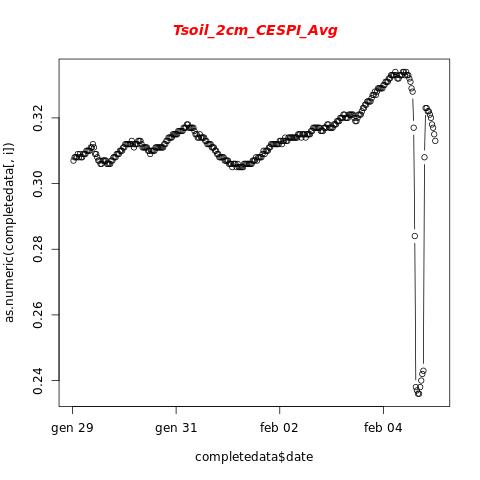 Tsoil_2cm_CESPI_Avg
as.numeric(completedata[, i])
0.32
0.30
0.28
0.26
0.24
gen 29
gen 31
feb 02
feb 04
completedata$date